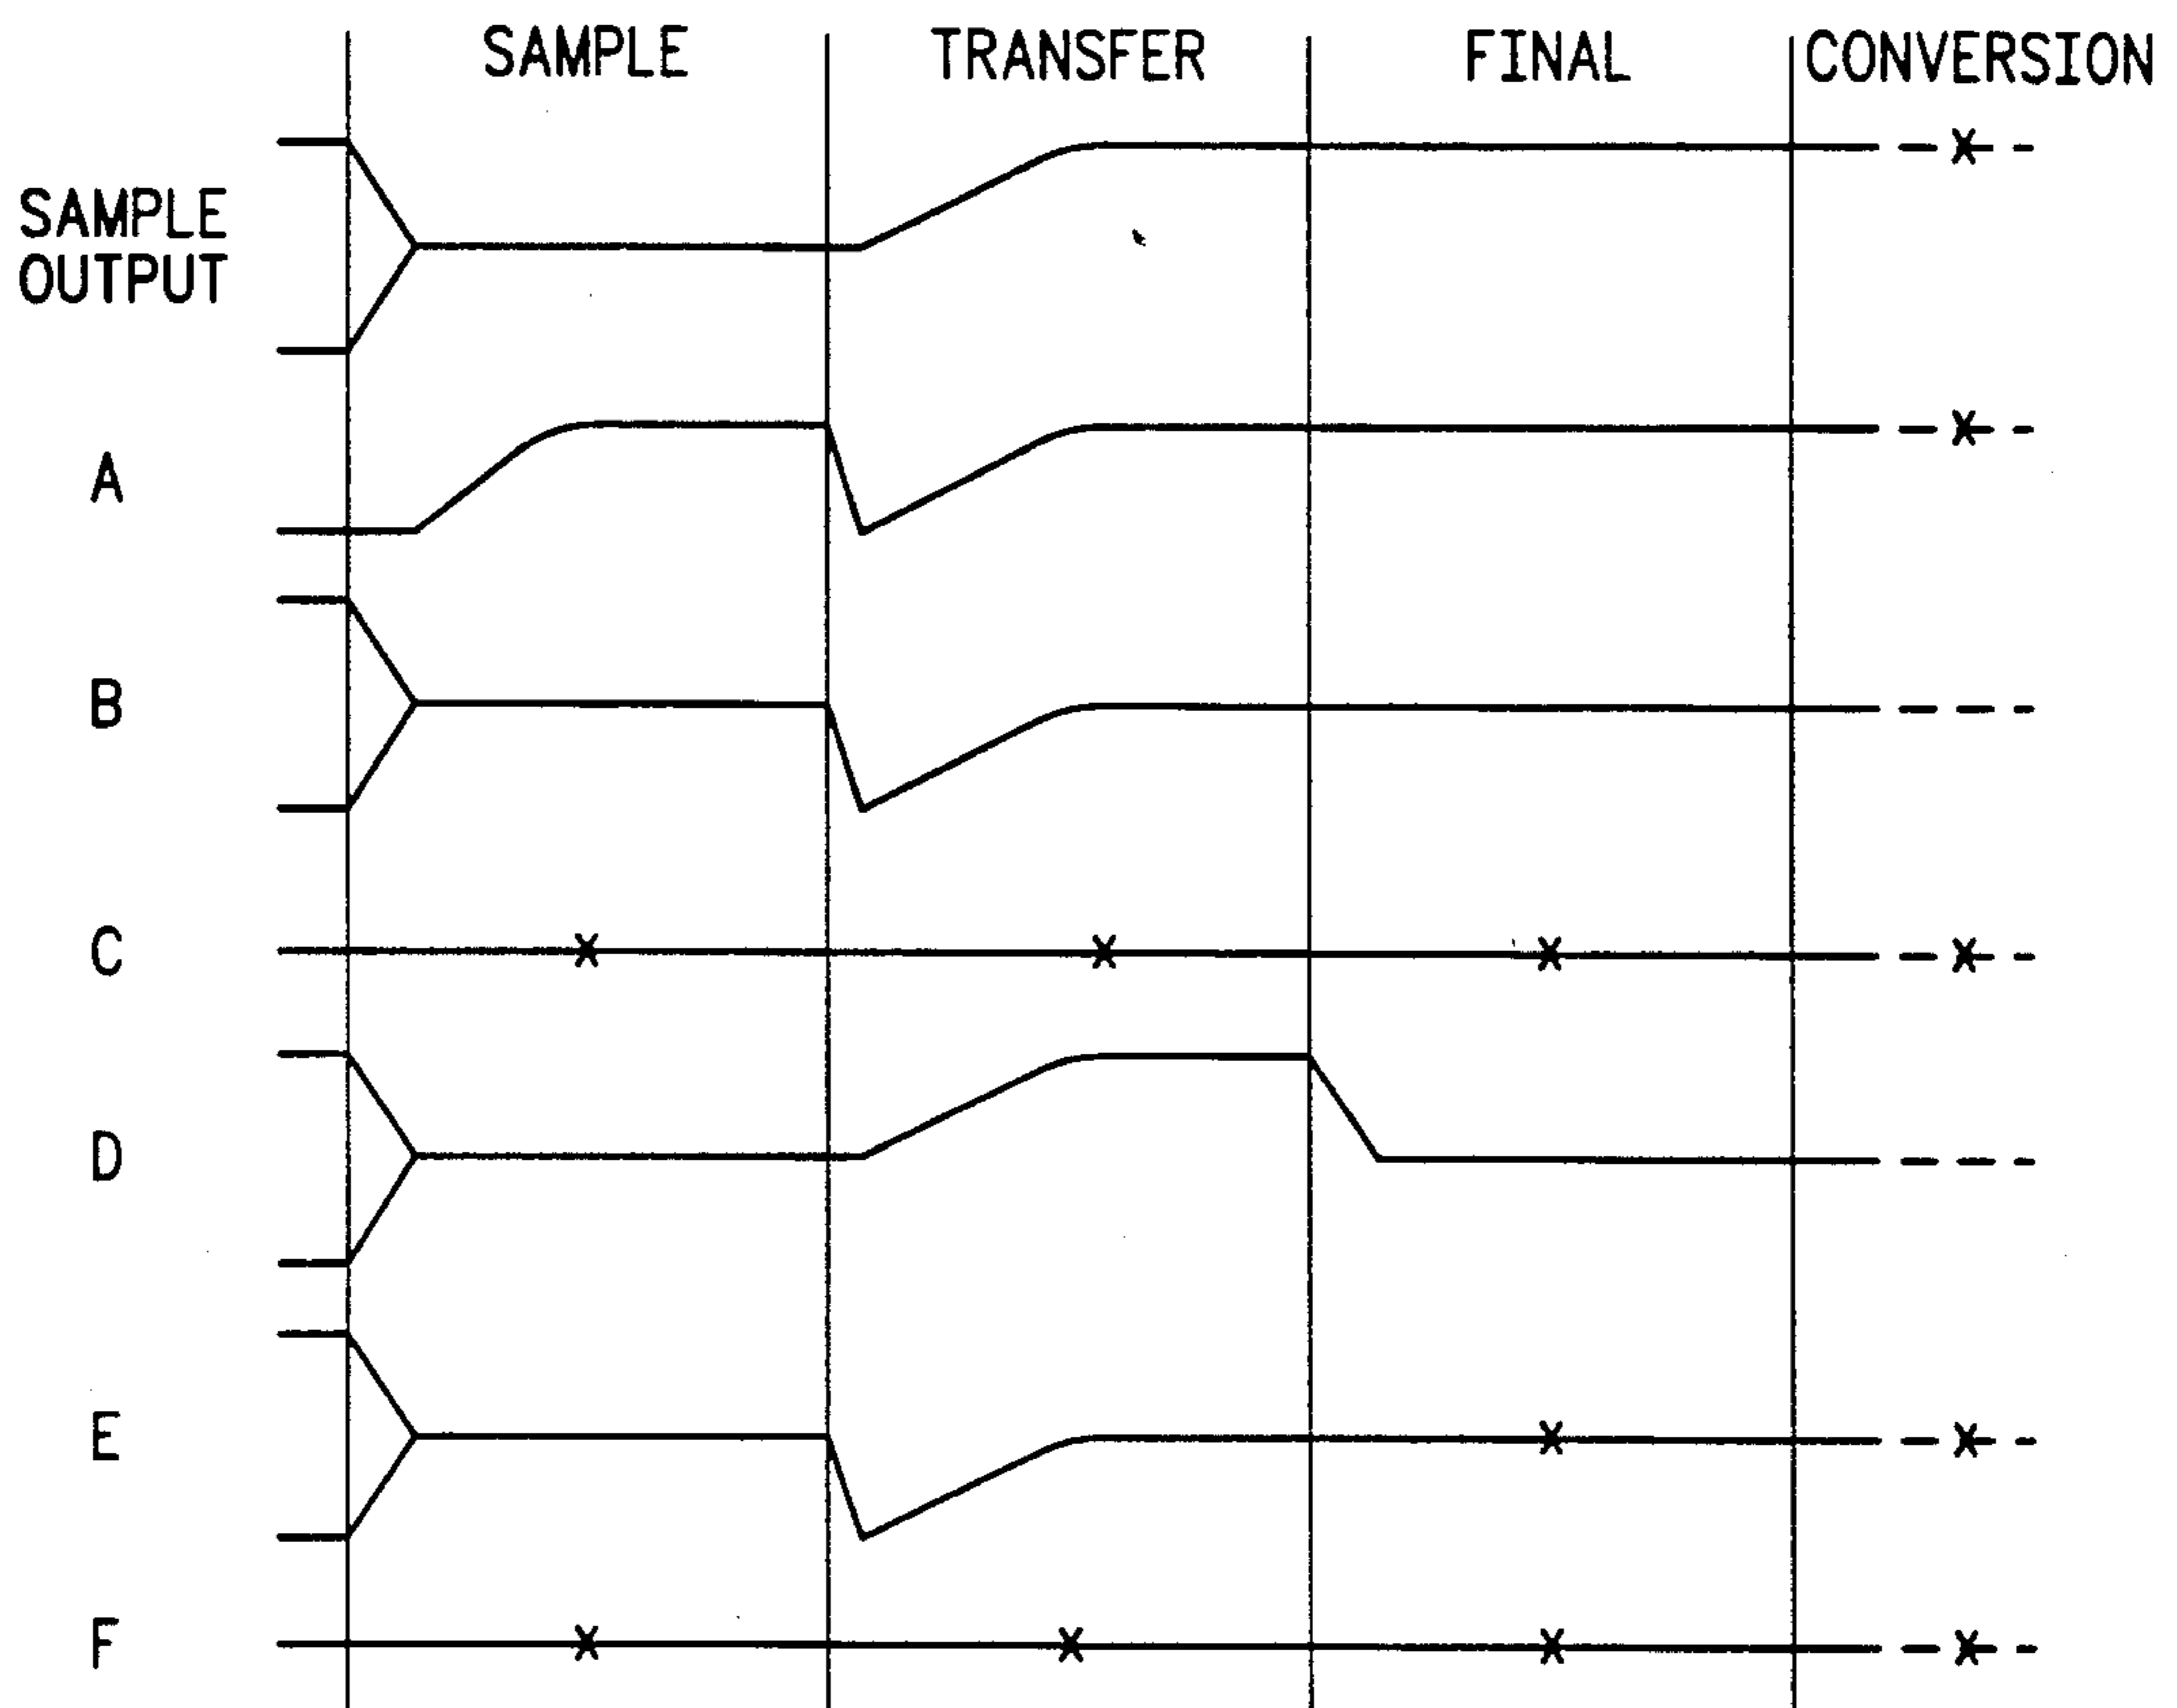 SAMPLE TRANSFER FINAL CONVERSION
SAMPLE
OUTPUT
A
B
C
D
E
F